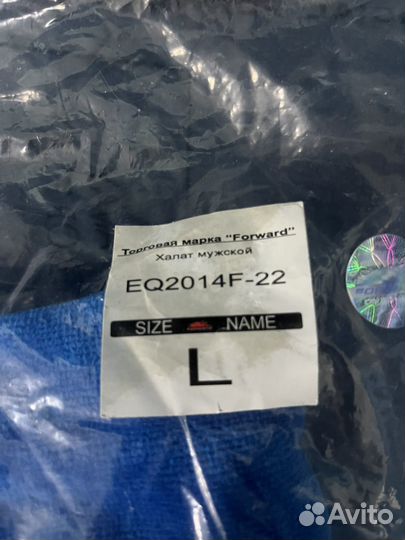 Торговая марка "Forward"
Халат мужской
EQ2014F-22
SIZE NAME
L
Avito